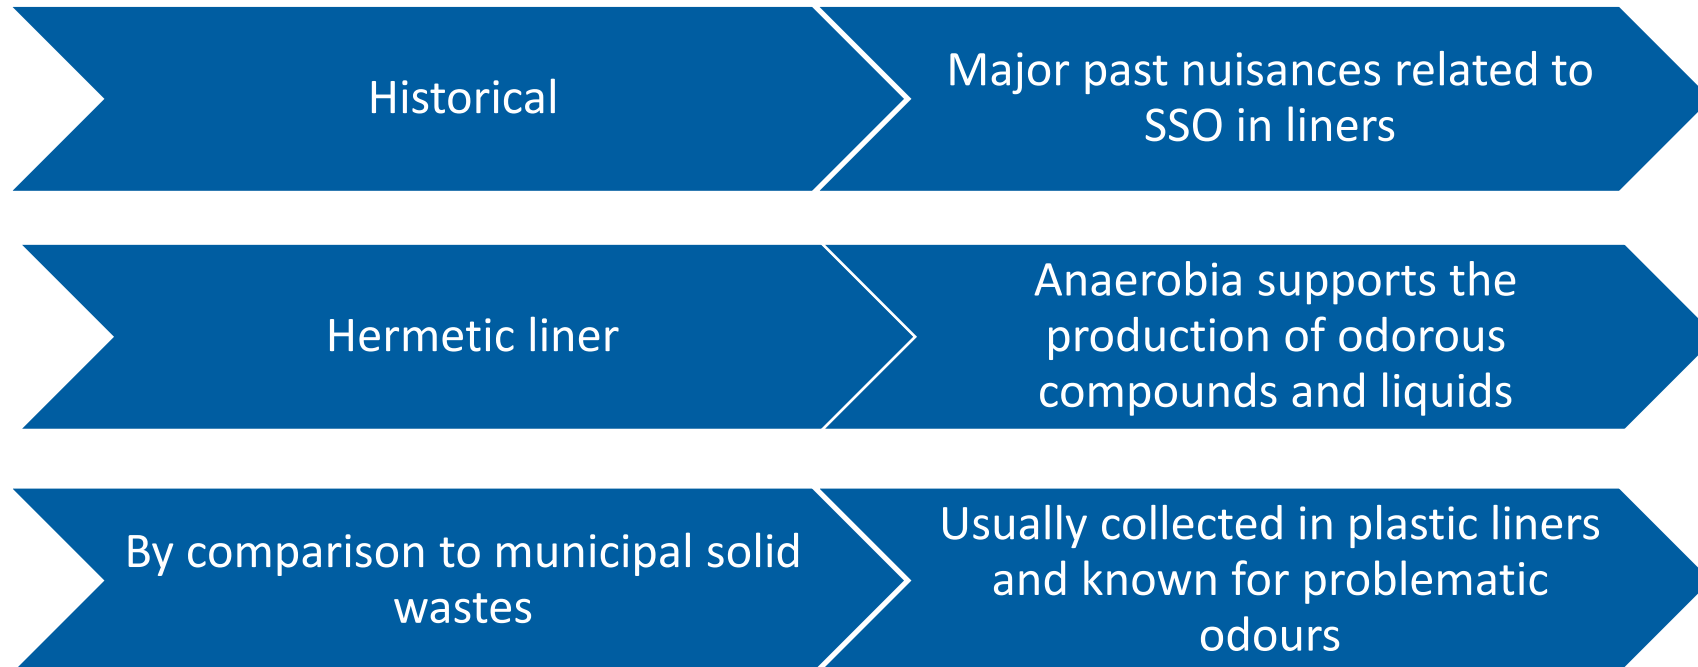 Historical
Major past nuisances related to
SSO in liners
Hermetic liner
Anaerobia supports the
production of odorous
compounds and liquids
By comparison to municipal solid
wastes
Usually collected in plastic liners
and known for problematic
odours